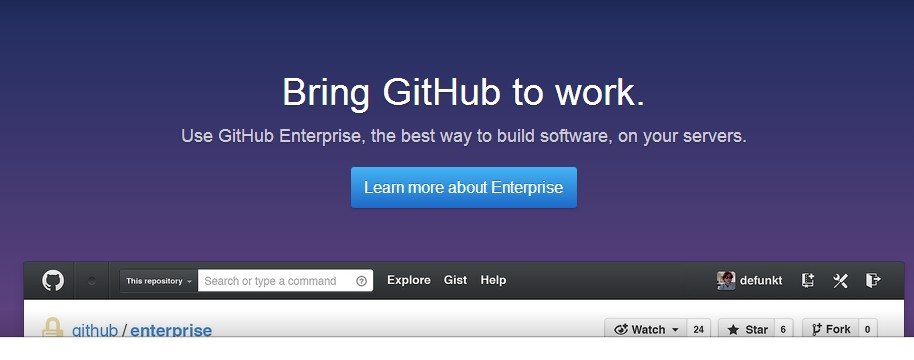 Bring GitHub to work.
Use GitHub Enterprise, the best way to build software, on your servers.
Learn more about Enterprise
This repository Search or type a command Explore Gist Help defunkt
github / enterprise Watch 24 Star 6 Fork 0